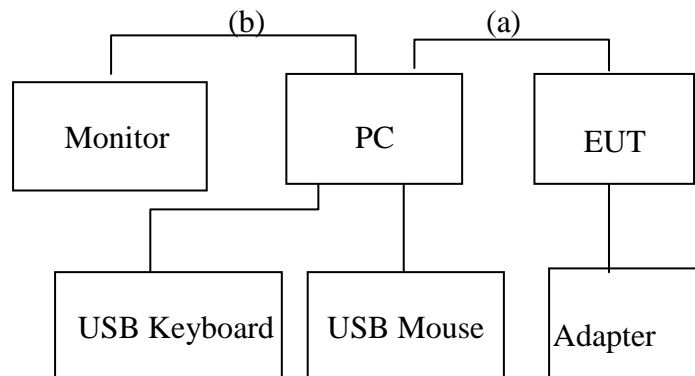 (b)
(a)
Monitor
PC
EUT
USB Keyboard
USB Mouse
Adapter